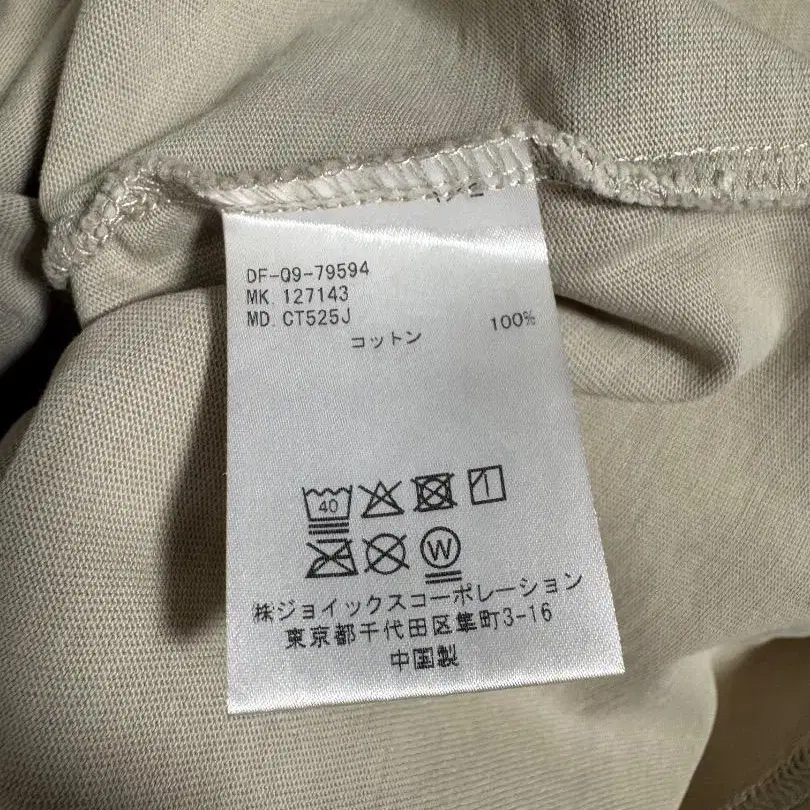 DF-09-79594
MK. 127143
MD. CT525J
コットン 100%
40
W
㈱ジョイックスコーポレーション
東京都千代田区隼町3-16
中国製